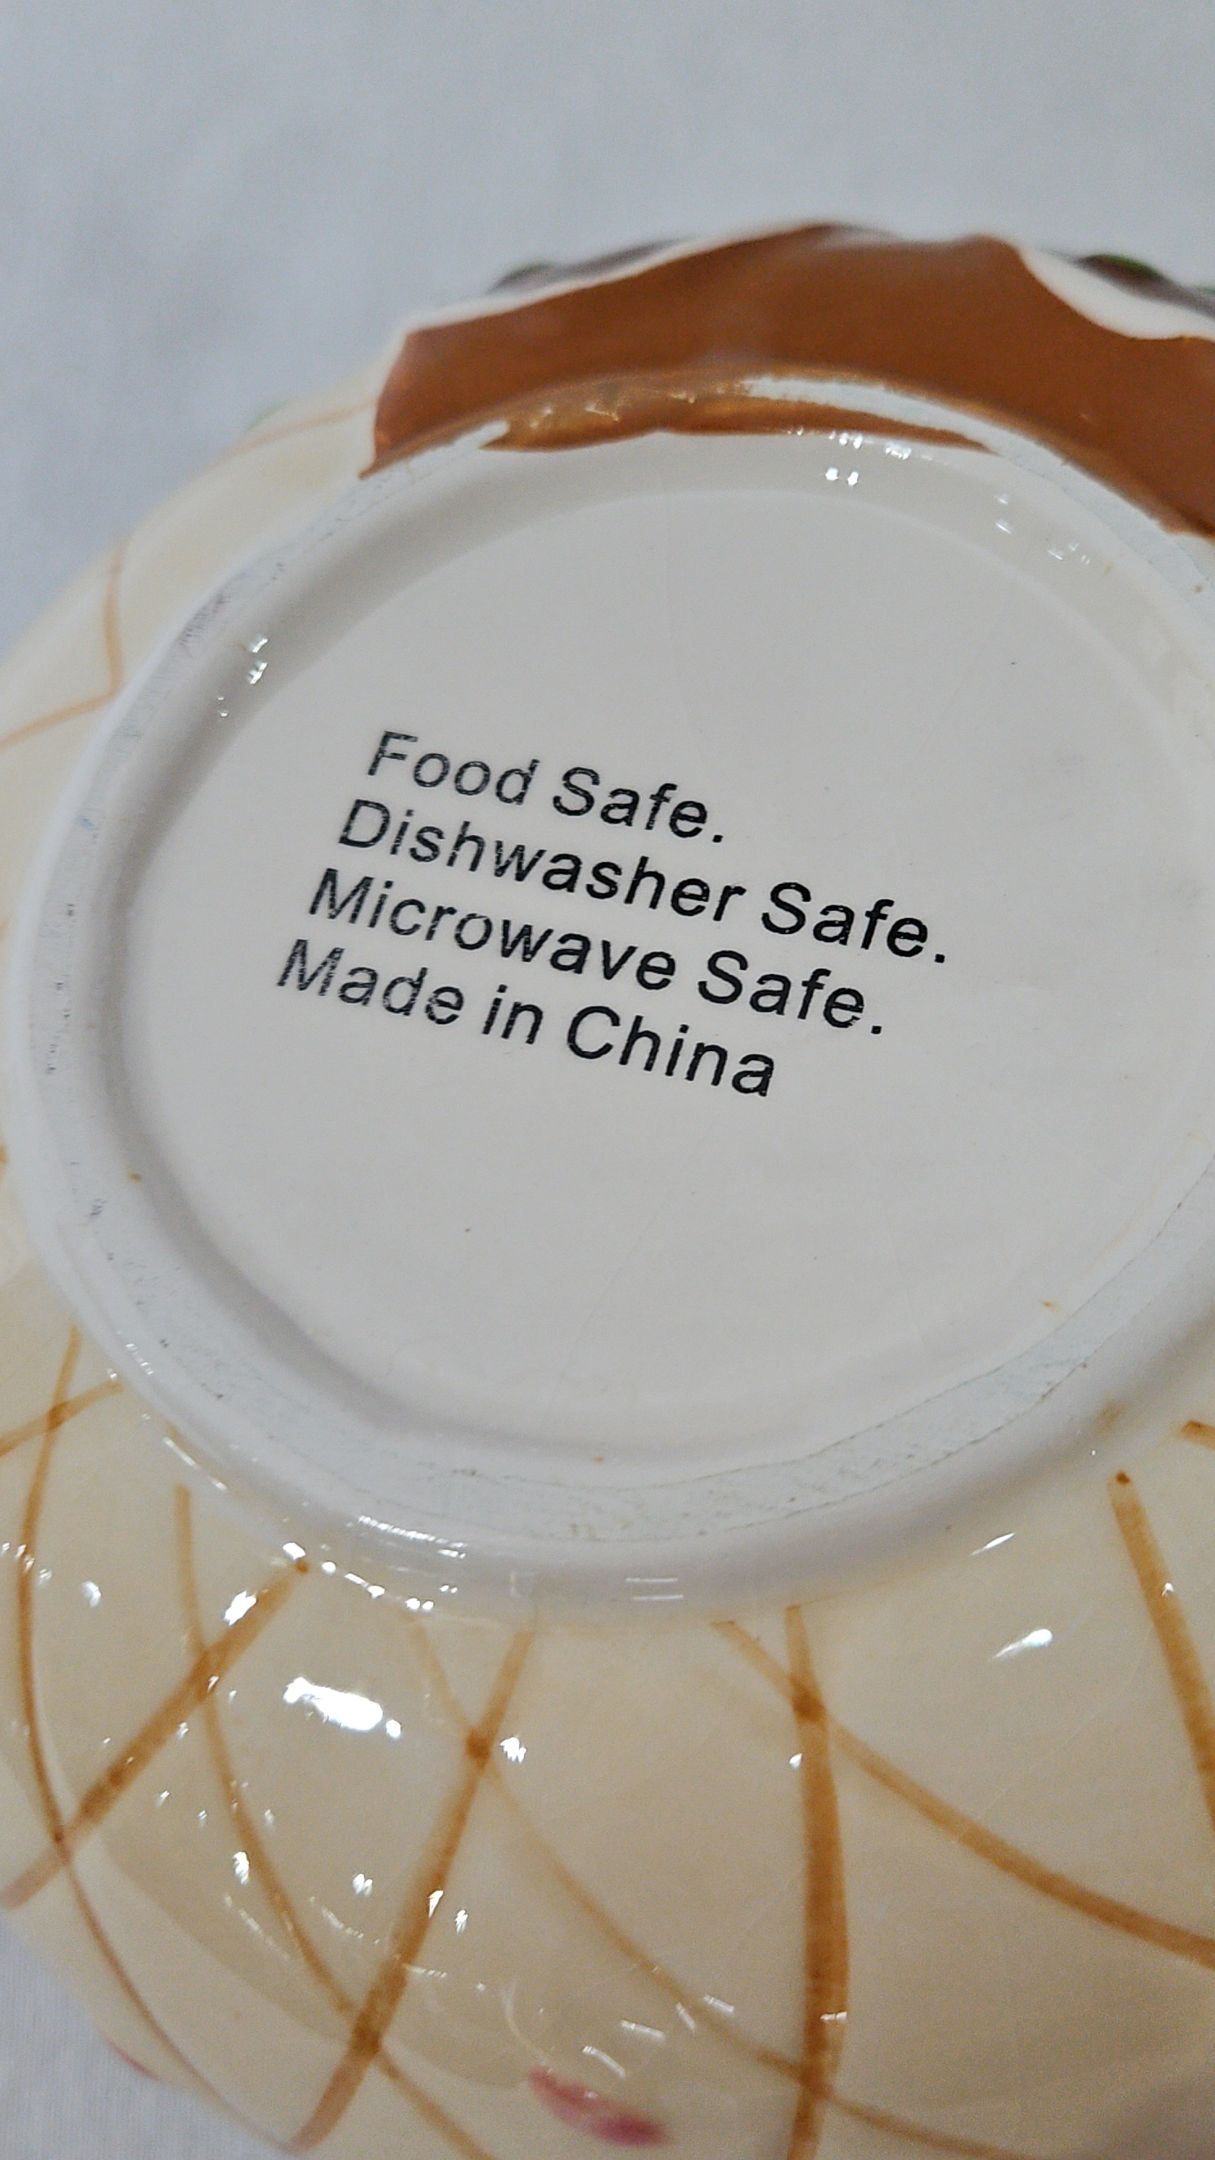 Food Safe.
Dishwasher Safe.
Microwave Safe.
Made in China